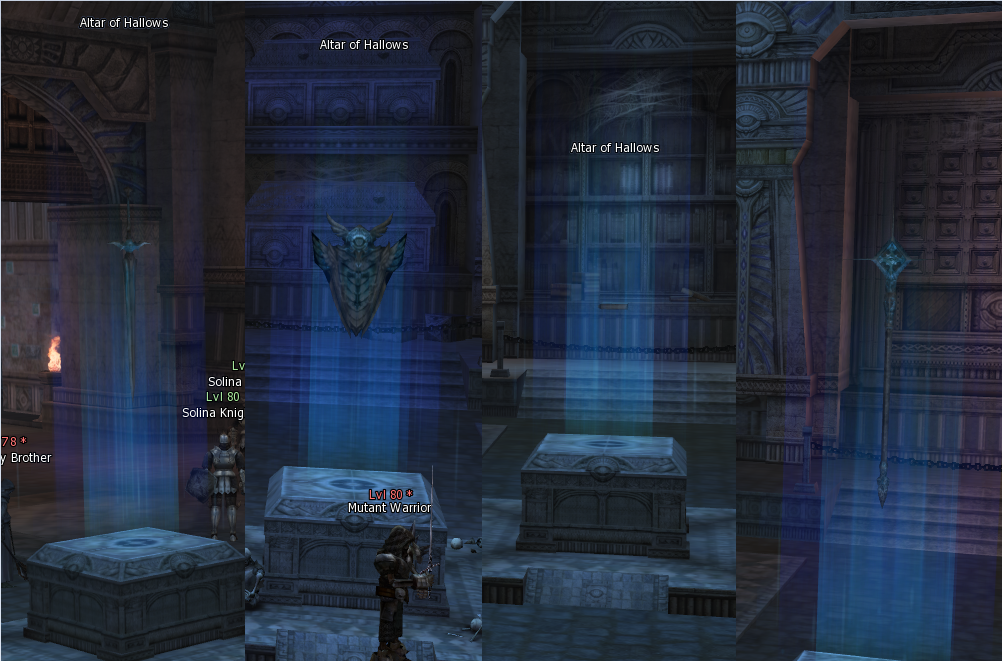 Altar of Hallows
Lv
Solina
Lvl 80
Solina Knig
78 *
y Brother
Altar of Hallows
Lvl 80 *
Mutant Warrior
Altar of Hallows